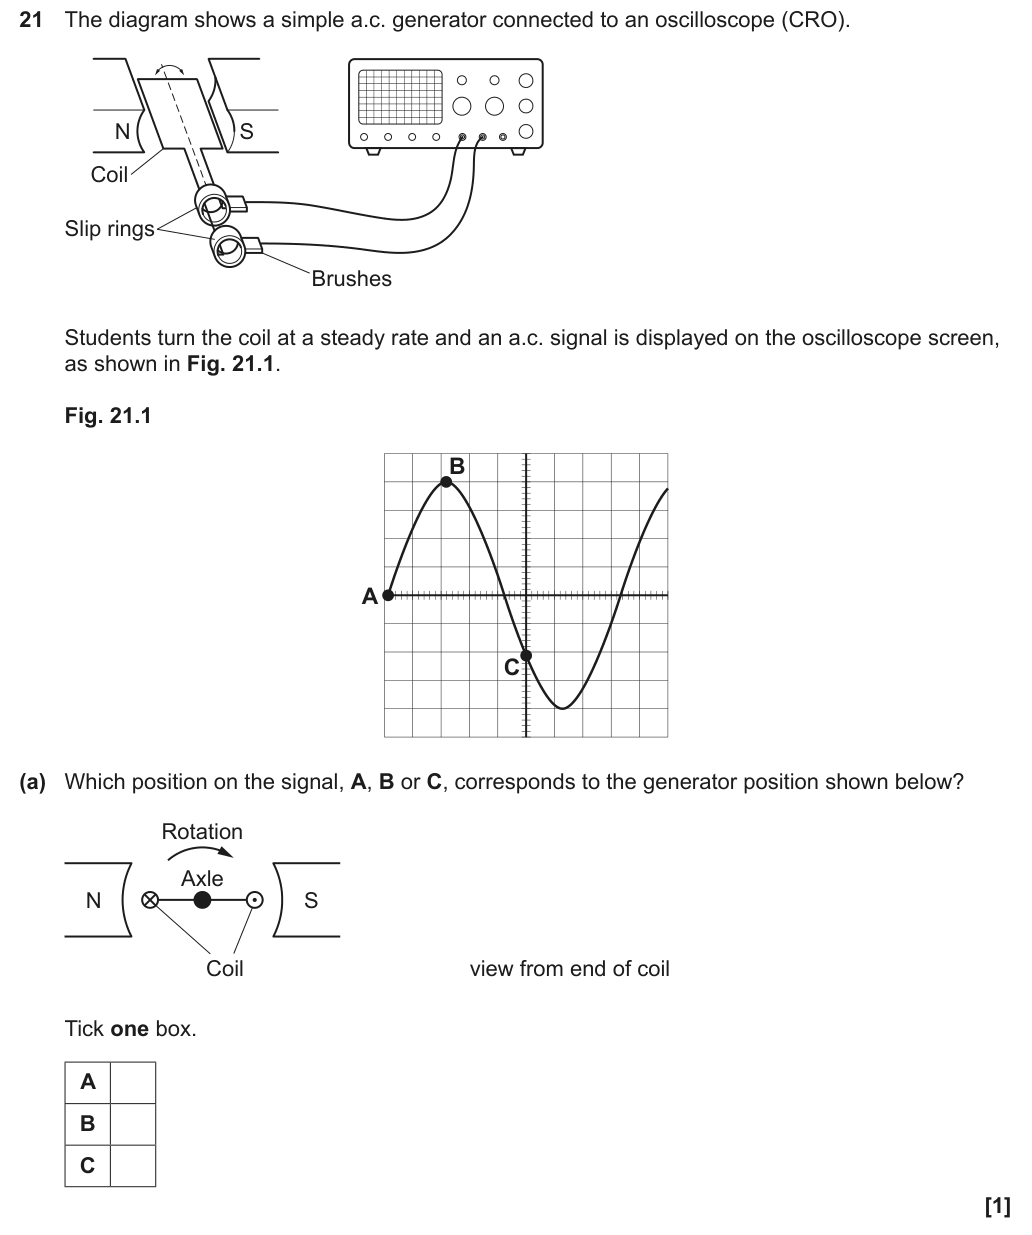 21 The diagram shows a simple a.c. generator connected to an oscilloscope (CRO).
N
S
Coil
Slip rings
Brushes
Students turn the coil at a steady rate and an a.c. signal is displayed on the oscilloscope screen,
as shown in Fig. 21.1.
Fig. 21.1
B
A
C
(a) Which position on the signal, A, B or C, corresponds to the generator position shown below?
Rotation
Axle
N
S
Coil
view from end of coil
Tick one box.
A
B
C
[1]